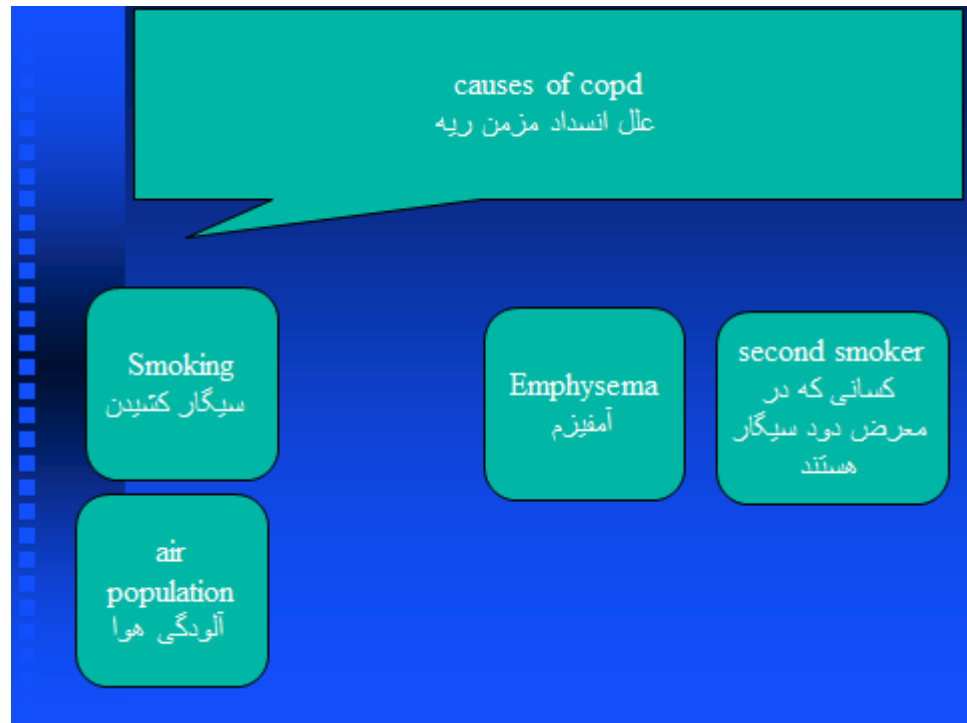 causes of copd
علل انسداد مزمن ریه
Smoking
سیگار کشیدن
Emphysema
آمفیزم
second smoker
کسانی که در
معرض دود سیگار
هستند
air
population
آلودگی هوا